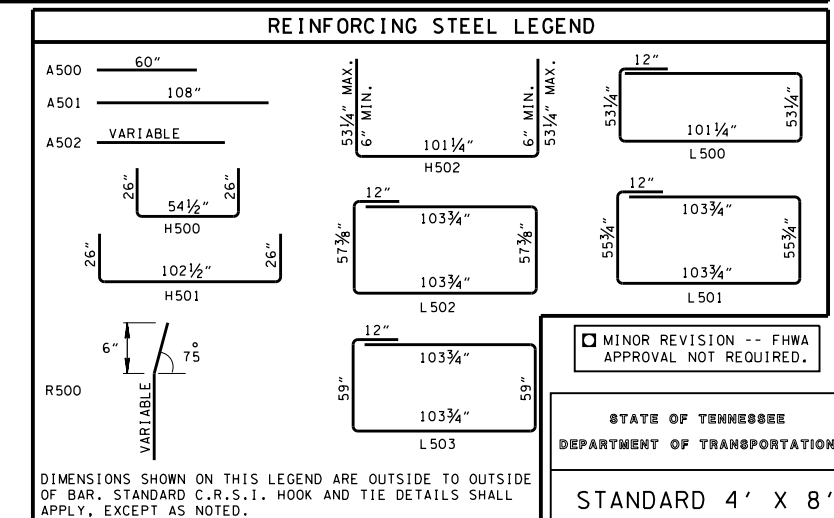 REINFORCING STEEL LEGEND
A500 60"
A501 108"
A502 VARIABLE
26" 54½" 26"
H500
26" 102½" 26"
H501
6" 75°
R500 VARIABLE
53¼" MAX. 6" MIN. 101¼" 6" MIN. 53¼" MAX.
H502
12"
57⅞" 103¾" 57⅞"
103¾"
L502
12"
59" 103¾" 59"
103¾"
L503
12"
53¼" 101¼" 53¼"
L500
12"
55¾" 103¾" 55¾"
103¾"
L501
DIMENSIONS SHOWN ON THIS LEGEND ARE OUTSIDE TO OUTSIDE
OF BAR. STANDARD C.R.S.I. HOOK AND TIE DETAILS SHALL
APPLY, EXCEPT AS NOTED.
MINOR REVISION -- FHWA
APPROVAL NOT REQUIRED.
STATE OF TENNESSEE
DEPARTMENT OF TRANSPORTATION
STANDARD 4' X 8'